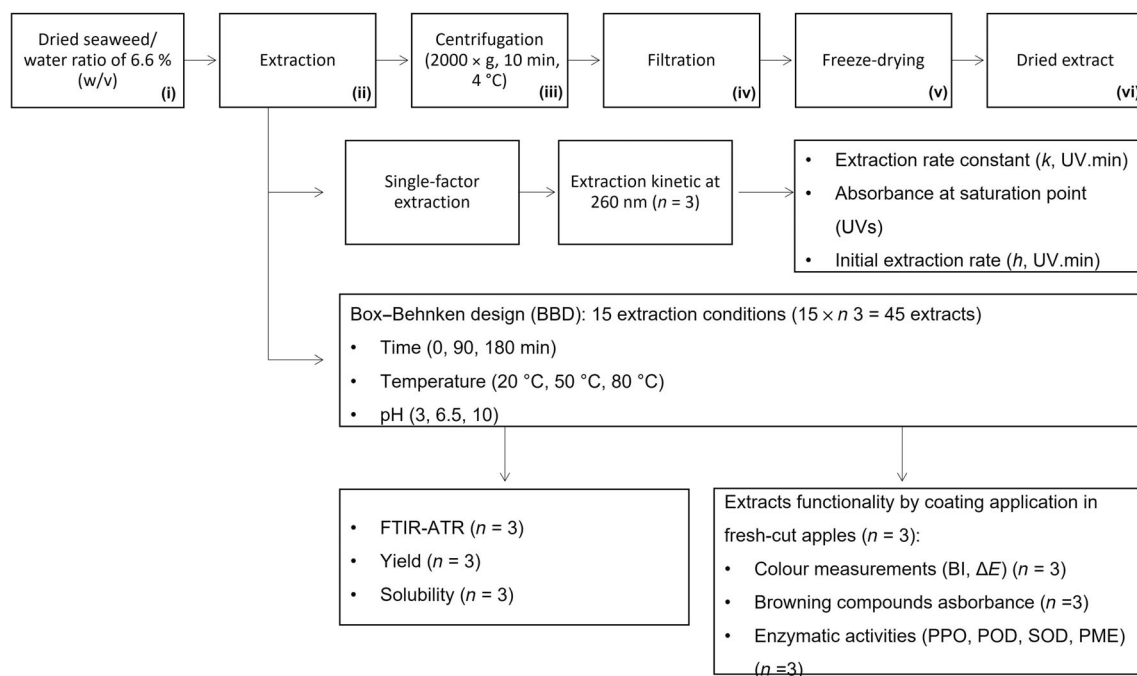 Dried seaweed/
water ratio of 6.6 %
(w/v)
(i)
Extraction
(ii)
Centrifugation
(2000 × g, 10 min,
4 °C)
(iii)
Filtration
(iv)
Freeze-drying
(v)
Dried extract
(vi)
Single-factor
extraction
Extraction kinetic at
260 nm (n = 3)
• Extraction rate constant (k, UV.min)
• Absorbance at saturation point
(UVs)
• Initial extraction rate (h, UV.min)
Box–Behnken design (BBD): 15 extraction conditions (15 × n 3 = 45 extracts)
• Time (0, 90, 180 min)
• Temperature (20 °C, 50 °C, 80 °C)
• pH (3, 6.5, 10)
• FTIR-ATR (n = 3)
• Yield (n = 3)
• Solubility (n = 3)
Extracts functionality by coating application in
fresh-cut apples (n = 3):
• Colour measurements (BI, ΔE) (n = 3)
• Browning compounds asborbance (n =3)
• Enzymatic activities (PPO, POD, SOD, PME)
(n =3)